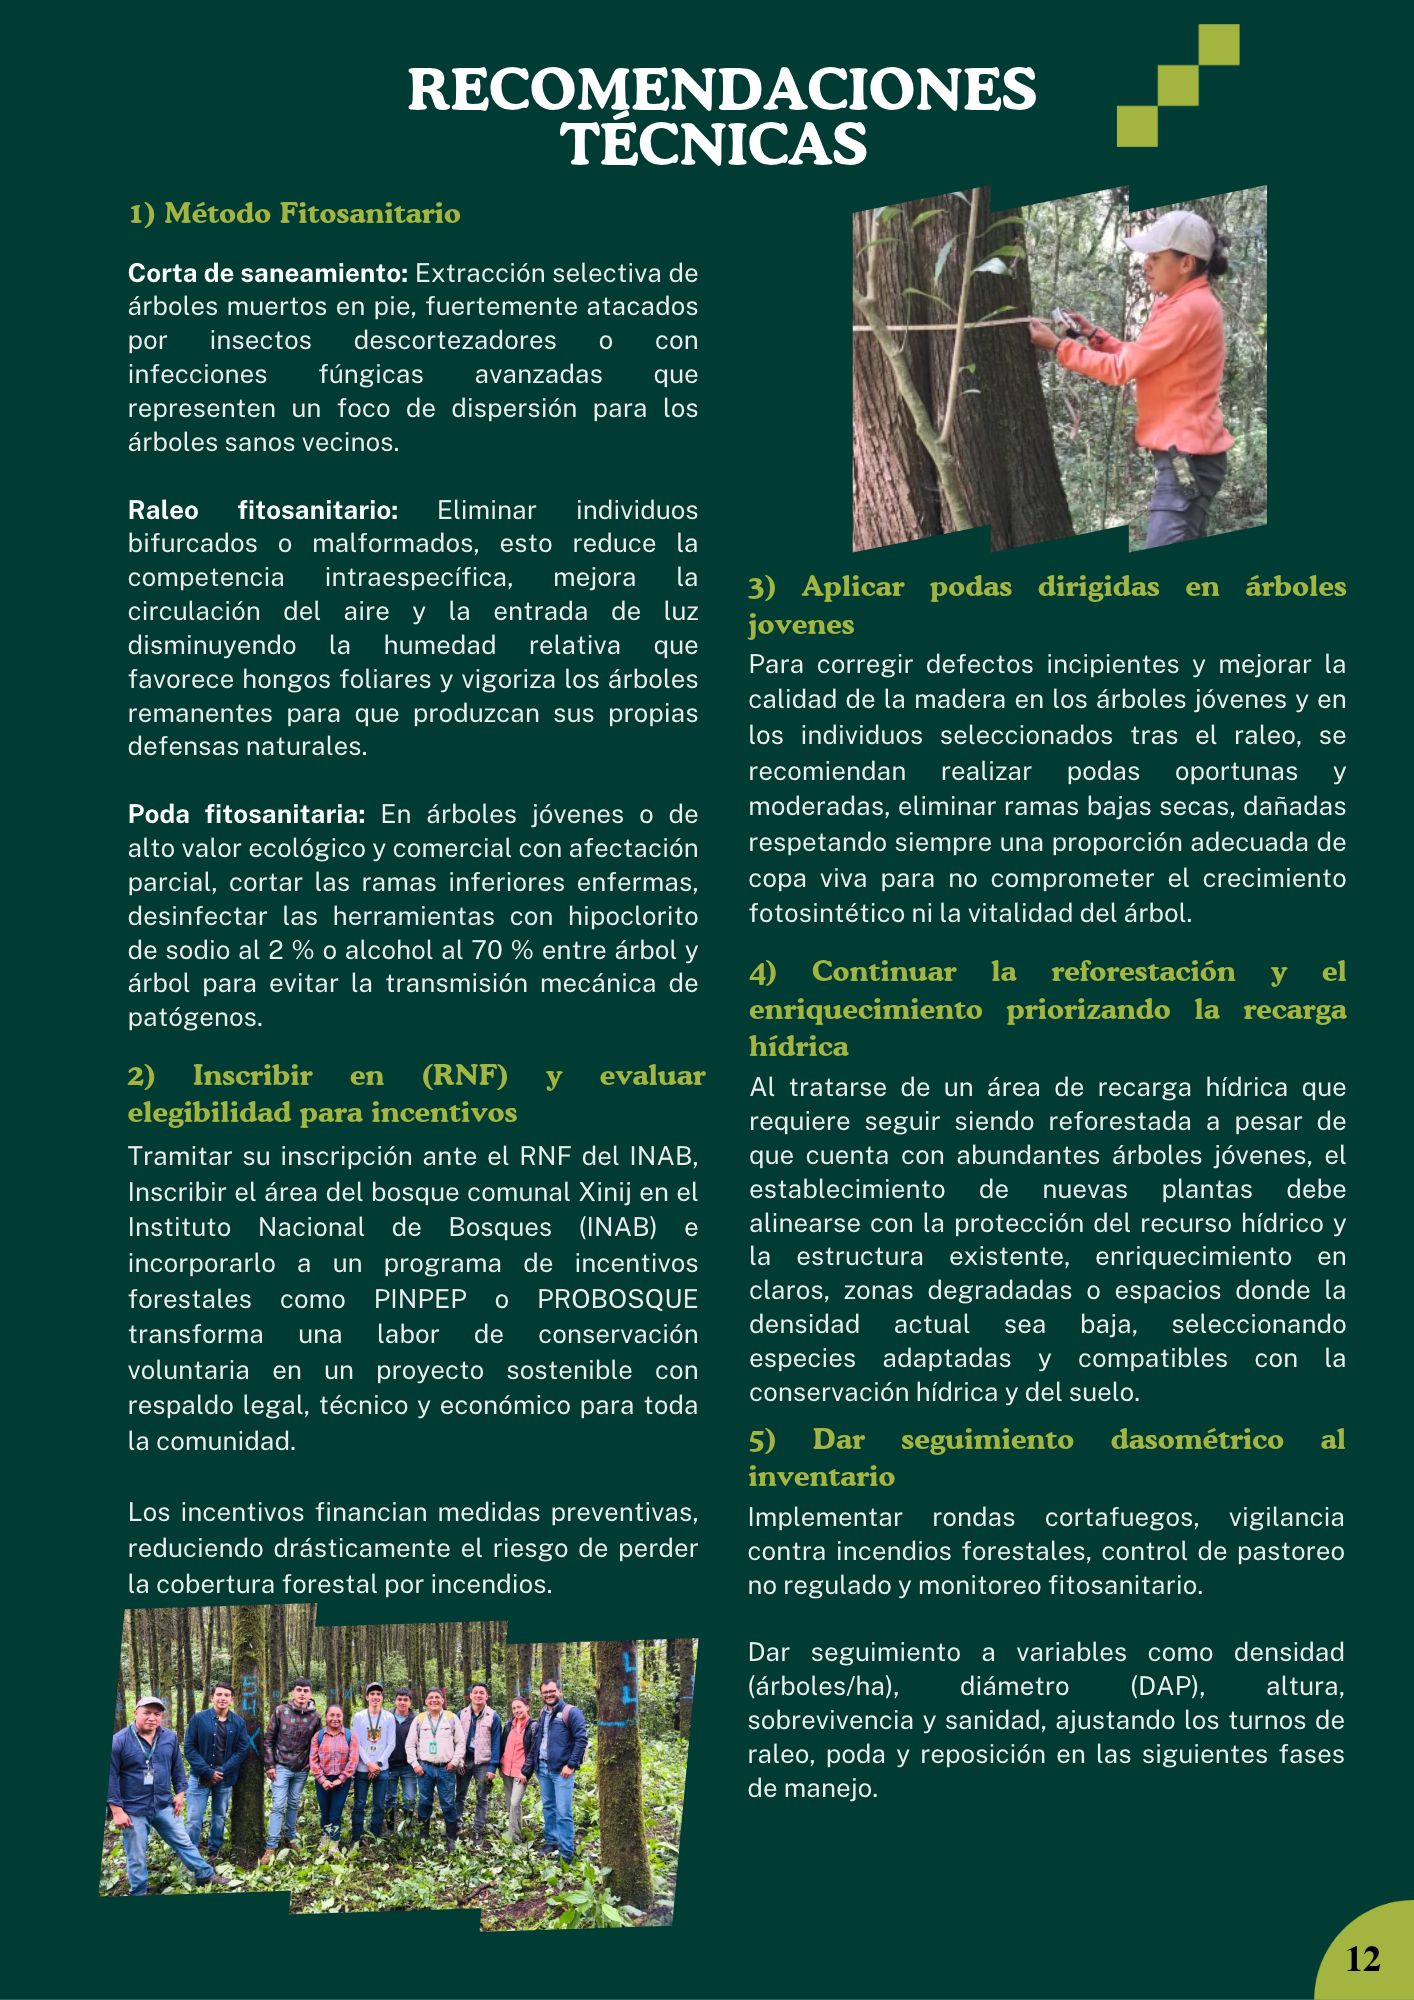 RECOMENDACIONES
TÉCNICAS
1) Método Fitosanitario
Corta de saneamiento: Extracción selectiva de
árboles muertos en pie, fuertemente atacados
por insectos descortezadores o con
infecciones fúngicas avanzadas que
representen un foco de dispersión para los
árboles sanos vecinos.
Raleo fitosanitario: Eliminar individuos
bifurcados o malformados, esto reduce la
competencia intraespecífica, mejora la
circulación del aire y la entrada de luz
disminuyendo la humedad relativa que
favorece hongos foliares y vigoriza los árboles
remanentes para que produzcan sus propias
defensas naturales.
Poda fitosanitaria: En árboles jóvenes o de
alto valor ecológico y comercial con afectación
parcial, cortar las ramas inferiores enfermas,
desinfectar las herramientas con hipoclorito
de sodio al 2 % o alcohol al 70 % entre árbol y
árbol para evitar la transmisión mecánica de
patógenos.
2) Inscribir en (RNF) y evaluar
elegibilidad para incentivos
Tramitar su inscripción ante el RNF del INAB,
Inscribir el área del bosque comunal Xinij en el
Instituto Nacional de Bosques (INAB) e
incorporarlo a un programa de incentivos
forestales como PINPEP o PROBOSQUE
transforma una labor de conservación
voluntaria en un proyecto sostenible con
respaldo legal, técnico y económico para toda
la comunidad.
Los incentivos financian medidas preventivas,
reduciendo drásticamente el riesgo de perder
la cobertura forestal por incendios.
3) Aplicar podas dirigidas en árboles
jovenes
Para corregir defectos incipientes y mejorar la
calidad de la madera en los árboles jóvenes y en
los individuos seleccionados tras el raleo, se
recomiendan realizar podas oportunas y
moderadas, eliminar ramas bajas secas, dañadas
respetando siempre una proporción adecuada de
copa viva para no comprometer el crecimiento
fotosintético ni la vitalidad del árbol.
4) Continuar la reforestación y el
enriquecimiento priorizando la recarga
hídrica
Al tratarse de un área de recarga hídrica que
requiere seguir siendo reforestada a pesar de
que cuenta con abundantes árboles jóvenes, el
establecimiento de nuevas plantas debe
alinearse con la protección del recurso hídrico y
la estructura existente, enriquecimiento en
claros, zonas degradadas o espacios donde la
densidad actual sea baja, seleccionando
especies adaptadas y compatibles con la
conservación hídrica y del suelo.
5) Dar seguimiento dasométrico al
inventario
Implementar rondas cortafuegos, vigilancia
contra incendios forestales, control de pastoreo
no regulado y monitoreo fitosanitario.
Dar seguimiento a variables como densidad
(árboles/ha), diámetro (DAP), altura,
sobrevivencia y sanidad, ajustando los turnos de
raleo, poda y reposición en las siguientes fases
de manejo.
12